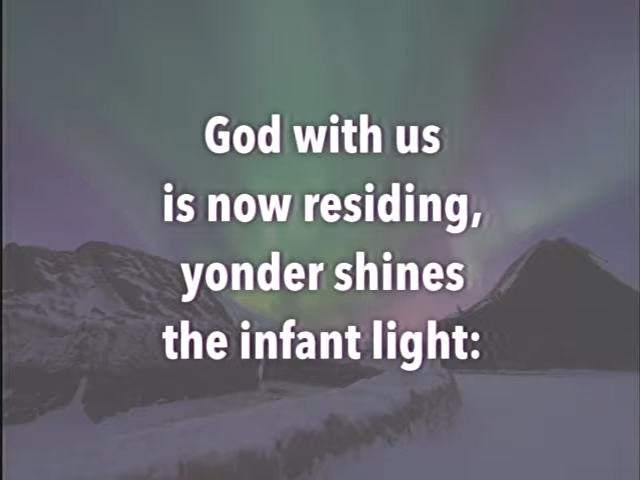 God with us
is now residing,
yonder shines
the infant light: